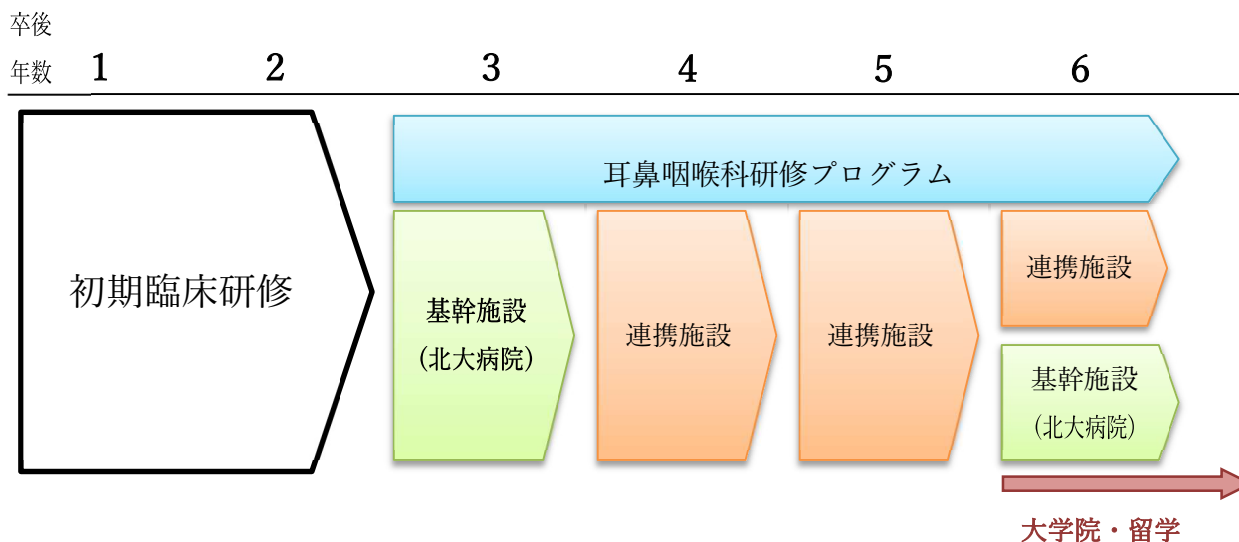 卒後
年数 1 2 3 4 5 6
耳鼻咽喉科研修プログラム
初期臨床研修
基幹施設
（北大病院）
連携施設
連携施設
連携施設
基幹施設
（北大病院）
大学院・留学